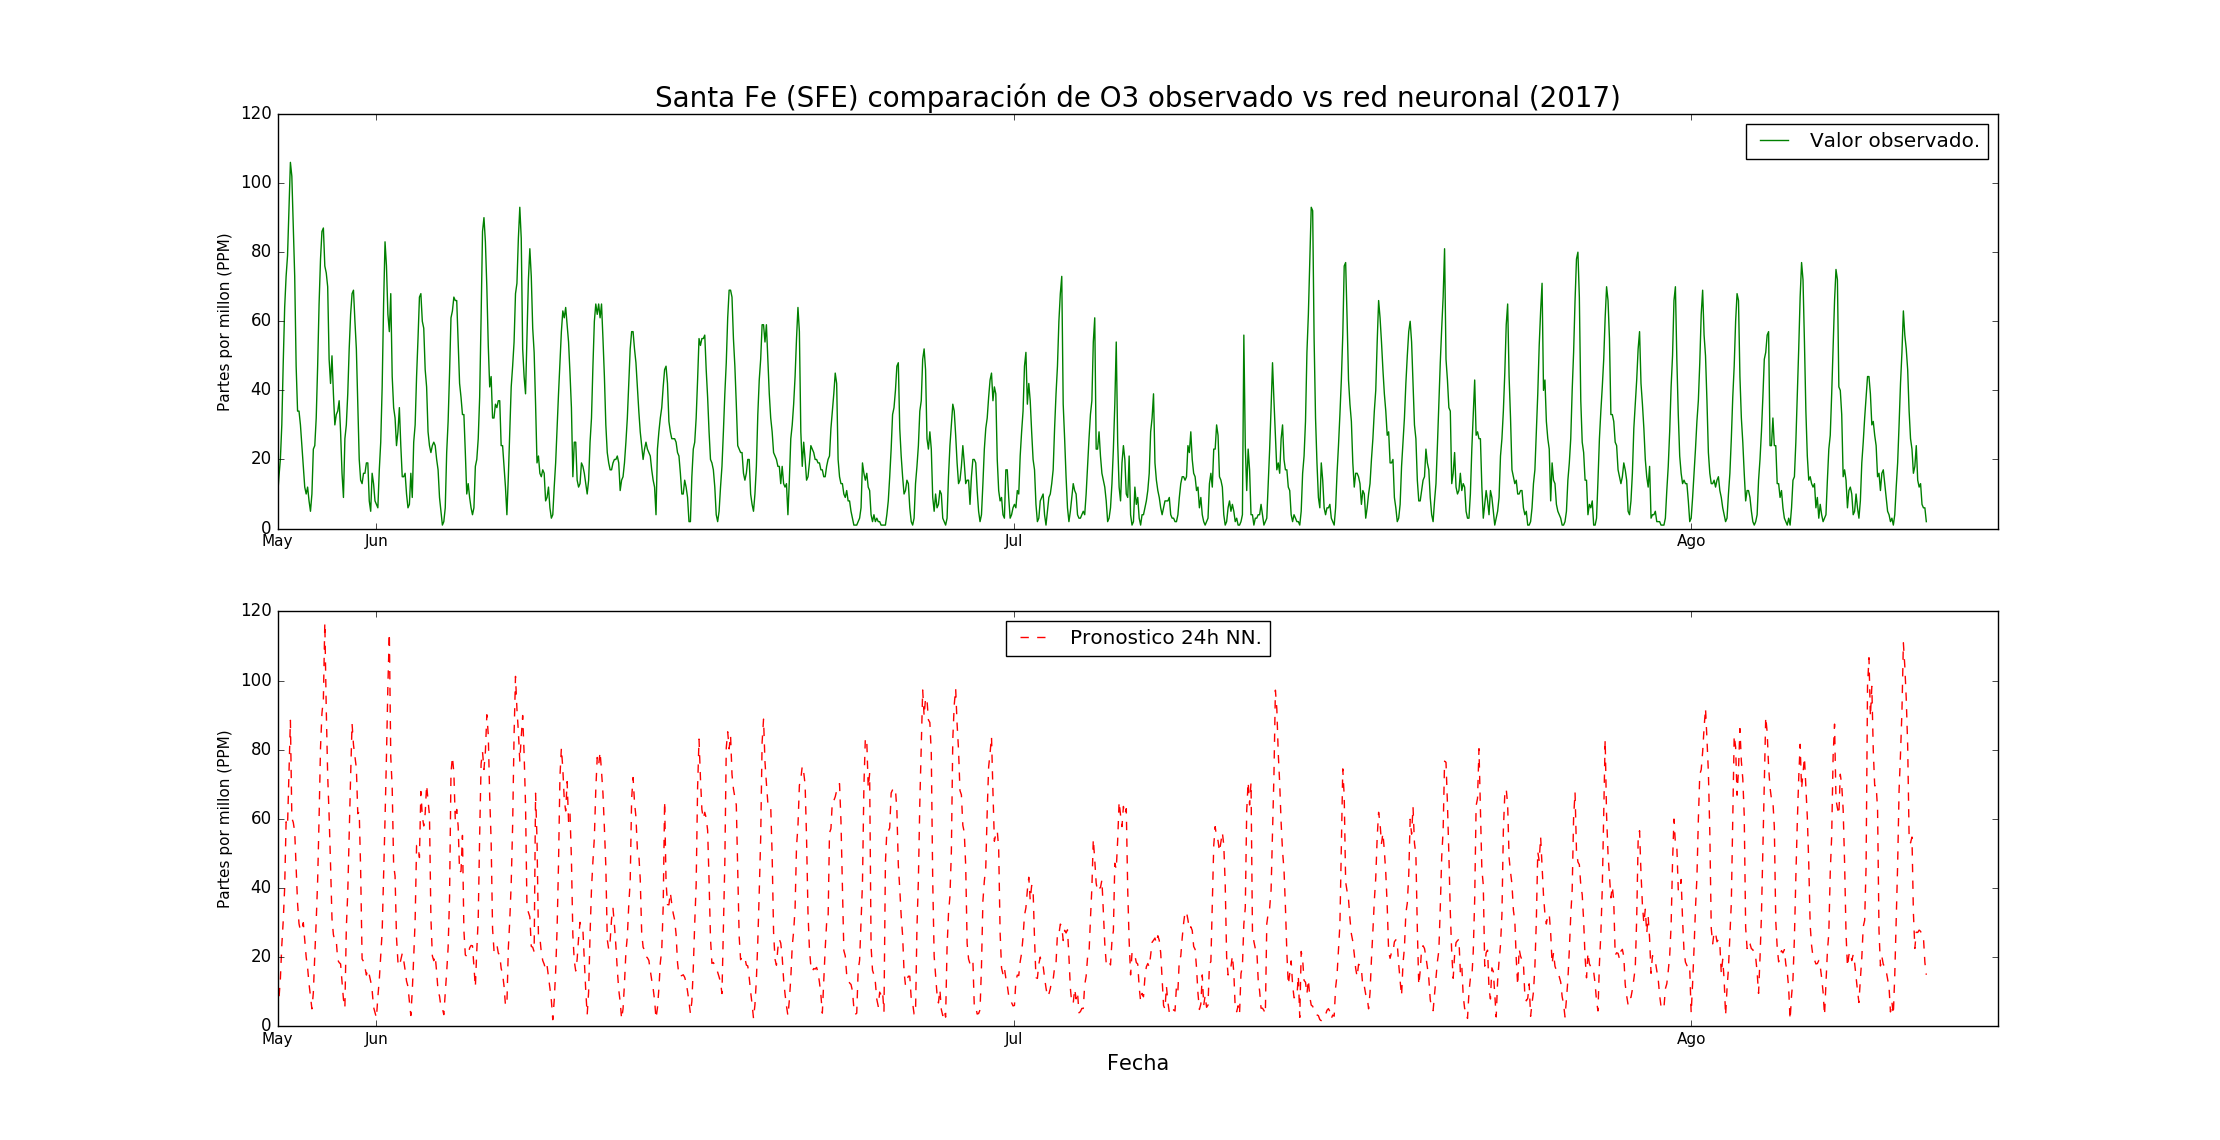 Santa Fe (SFE) comparación de O3 observado vs red neuronal (2017)
120
100
80
60
40
20
0
Partes por millon (PPM)
Valor observado.
May
Jun
Jul
Ago
120
100
80
60
40
20
0
Partes por millon (PPM)
Pronostico 24h NN.
May
Jun
Jul
Ago
Fecha